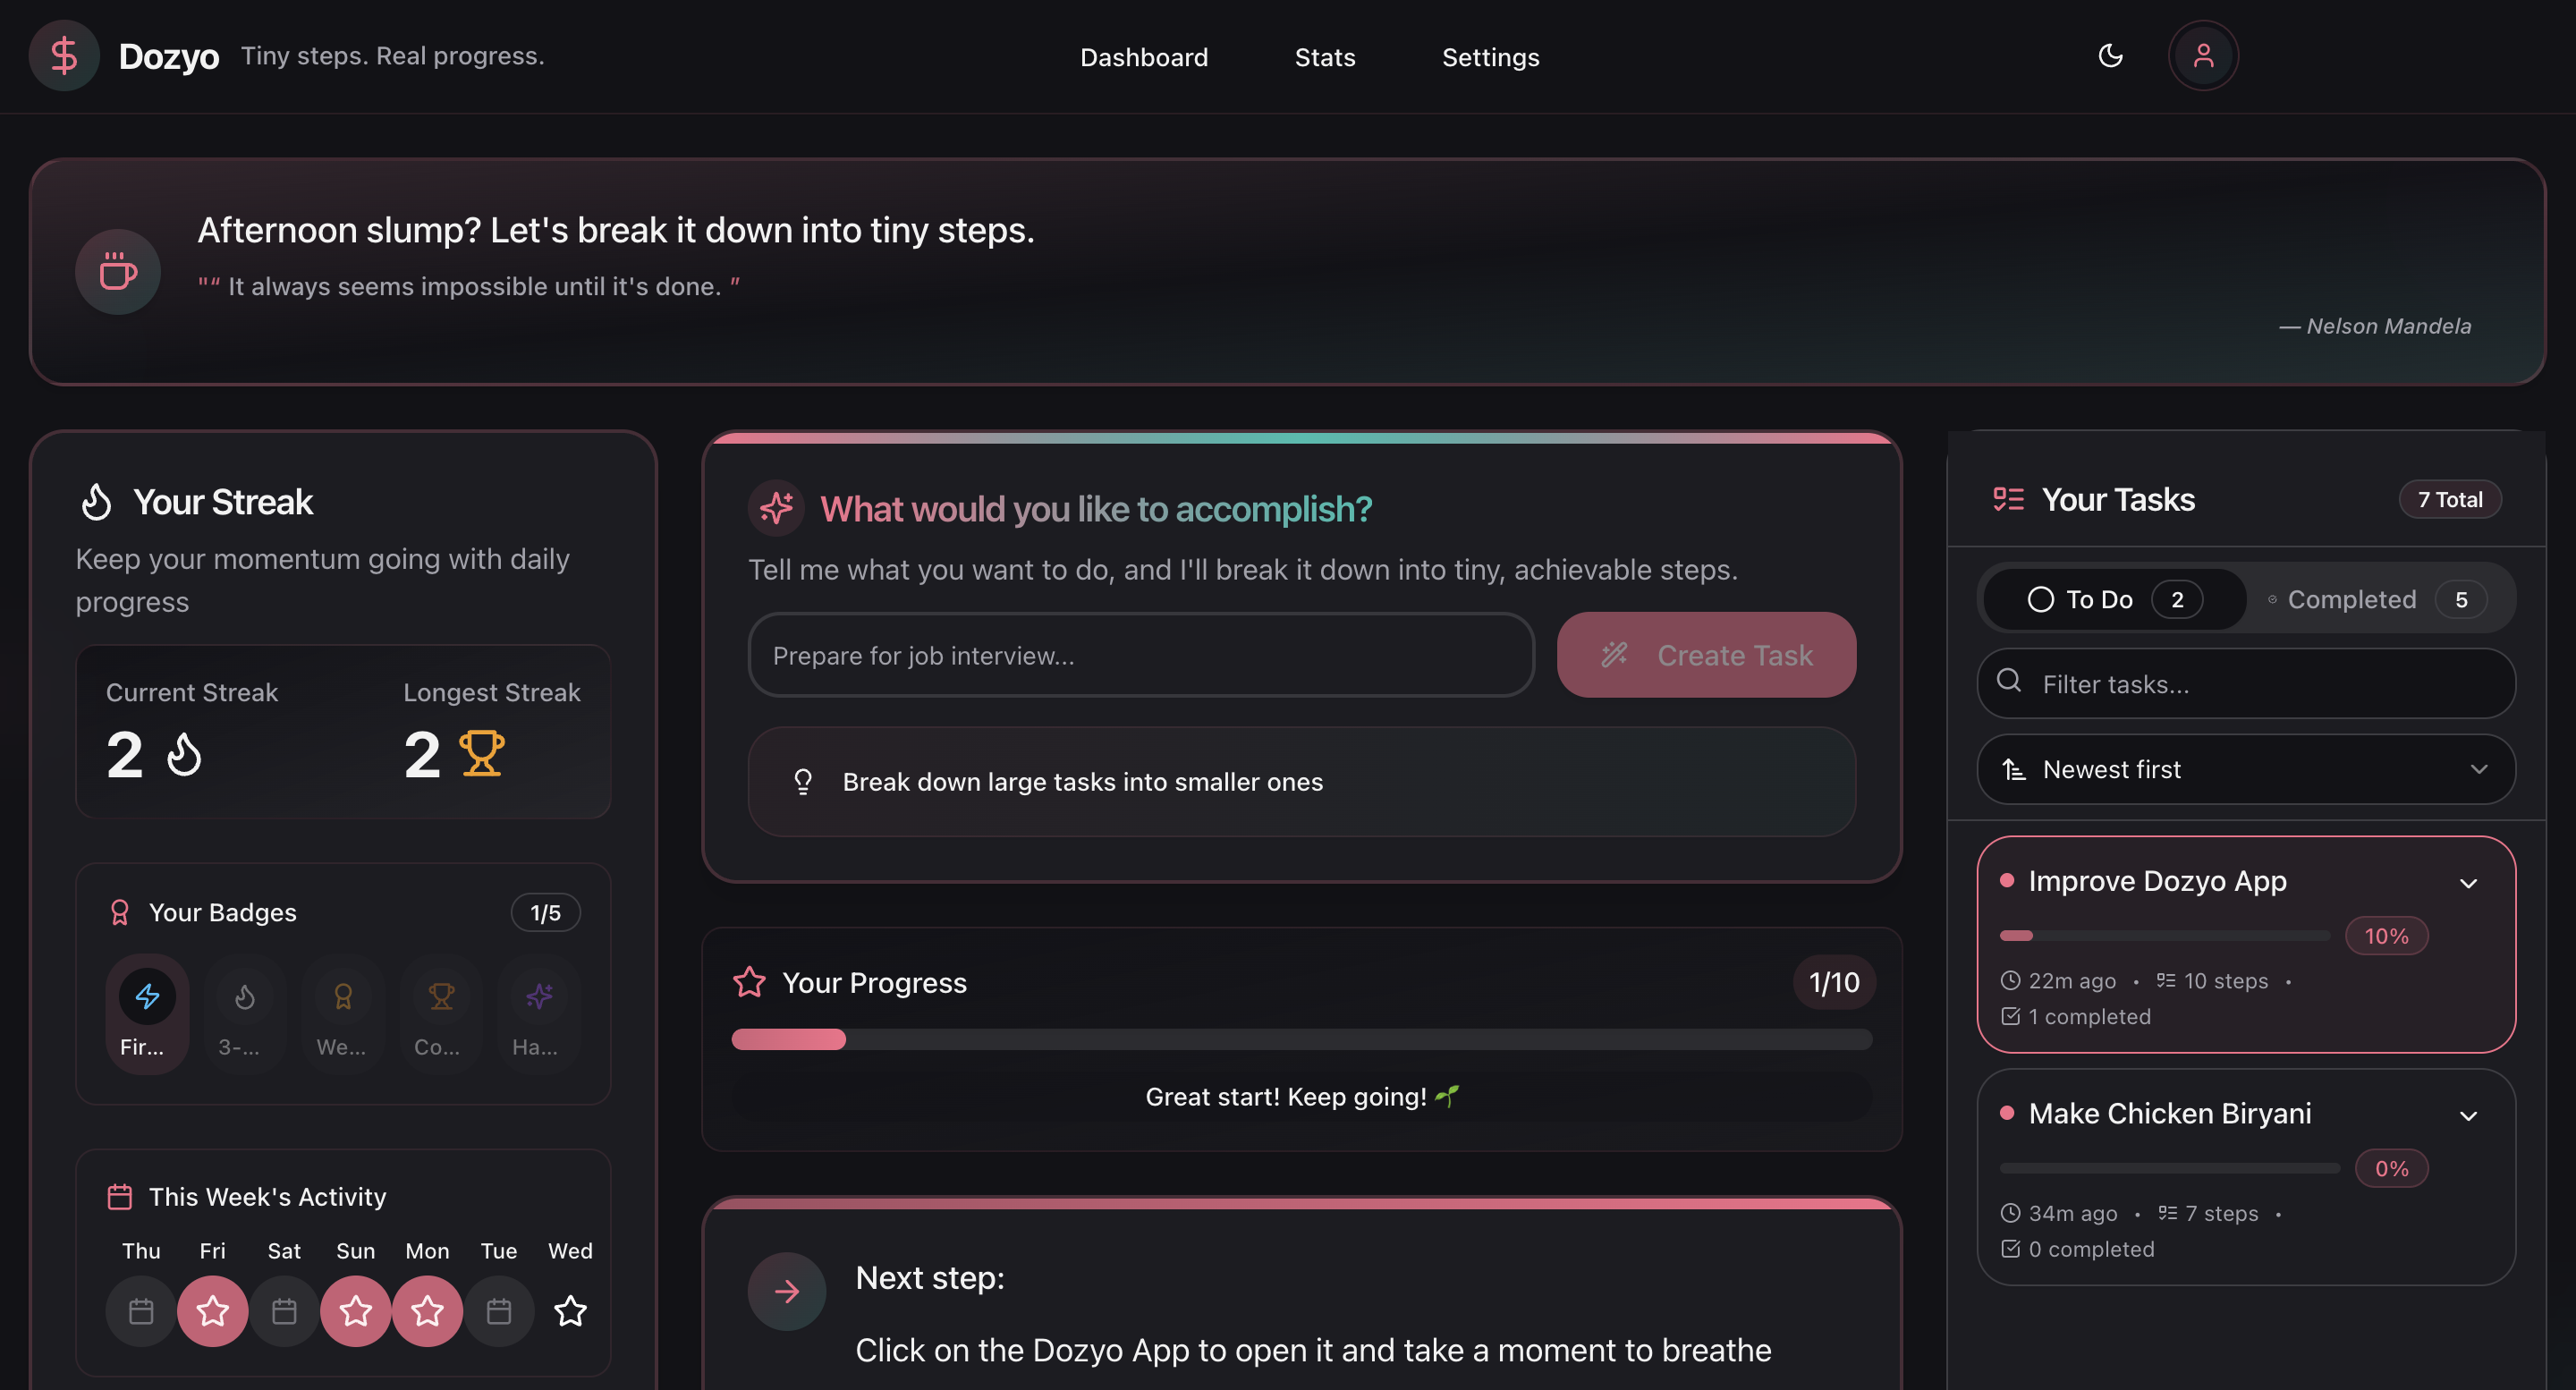 Dozyo Tiny steps. Real progress.
Dashboard
Stats
Settings
Afternoon slump? Let's break it down into tiny steps.
"“ It always seems impossible until it's done. ”
— Nelson Mandela
Your Streak
Keep your momentum going with daily
progress
Current Streak
2
Longest Streak
2
Your Badges
1/5
Fir...
3-...
We...
Co...
Ha...
This Week's Activity
Thu Fri Sat Sun Mon Tue Wed
What would you like to accomplish?
Tell me what you want to do, and I'll break it down into tiny, achievable steps.
Prepare for job interview...
Create Task
Break down large tasks into smaller ones
Your Progress
1/10
Great start! Keep going! 🌱
Next step:
Click on the Dozyo App to open it and take a moment to breathe
Your Tasks
7 Total
To Do 2
Completed 5
Filter tasks...
Newest first
Improve Dozyo App
10%
22m ago • 10 steps •
1 completed
Make Chicken Biryani
0%
34m ago • 7 steps •
0 completed